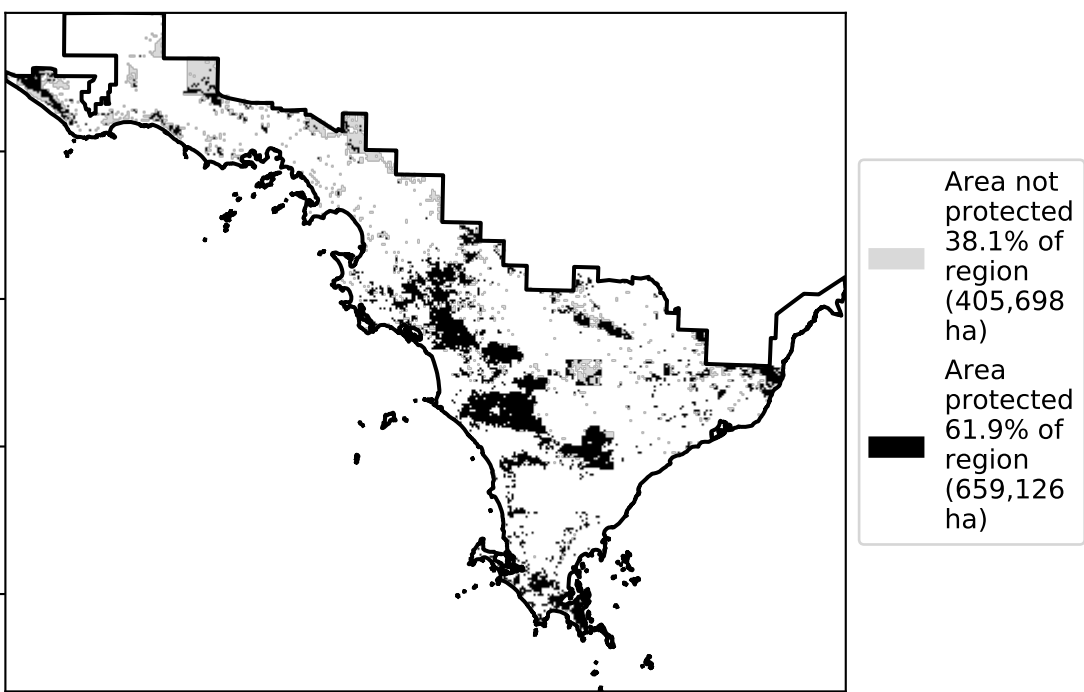 Area not
protected
38.1% of
region
(405,698
ha)
Area
protected
61.9% of
region
(659,126
ha)